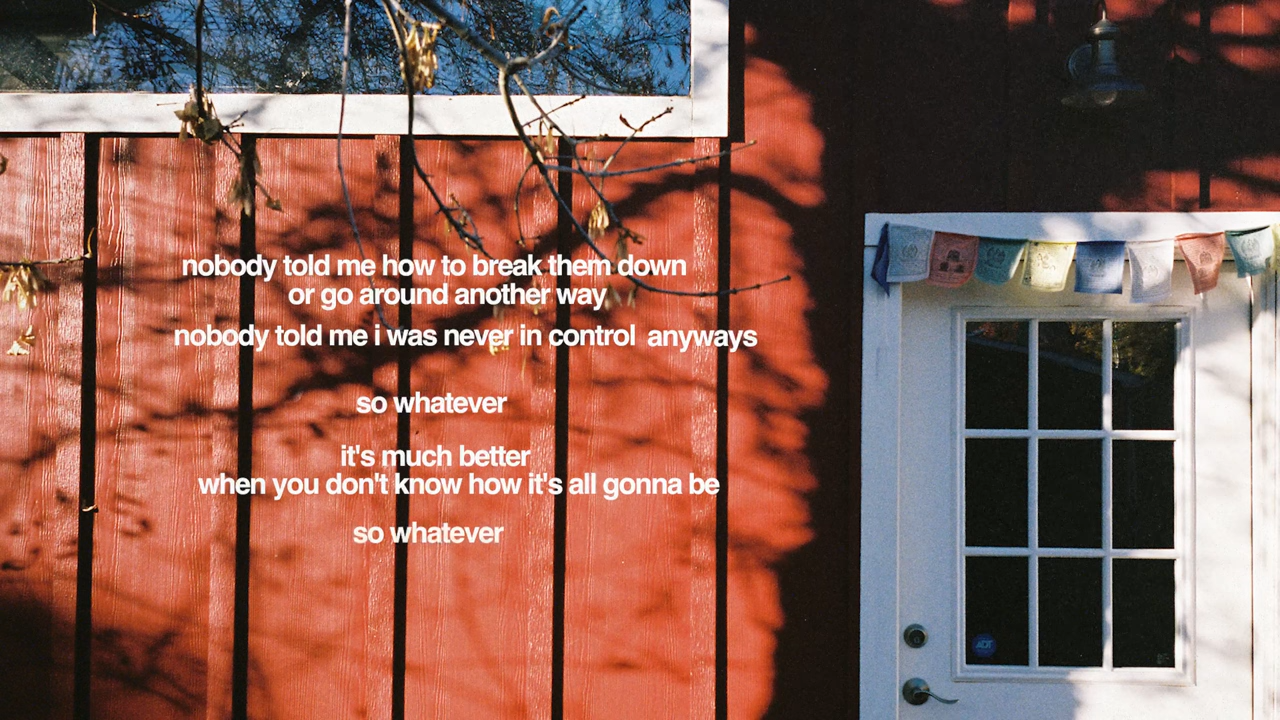 nobody told me how to break them down
or go around another way
nobody told me i was never in control anyways
so whatever
it's much better
when you don't know how it's all gonna be
so whatever
ADT